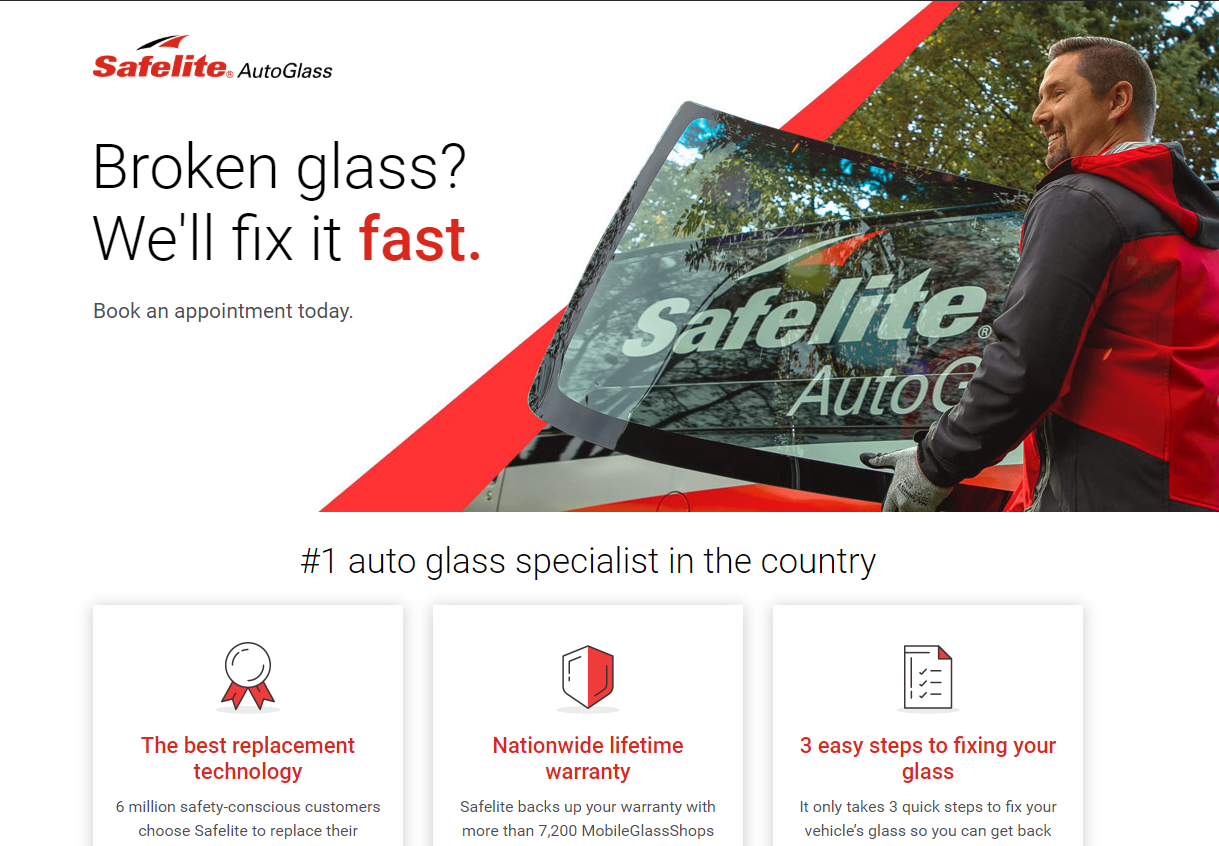 Safelite® AutoGlass
Broken glass?
We'll fix it fast.
Book an appointment today.
Safelite®
AutoG
#1 auto glass specialist in the country
The best replacement
technology
6 million safety-conscious customers
choose Safelite to replace their
Nationwide lifetime
warranty
Safelite backs up your warranty with
more than 7,200 MobileGlassShops
3 easy steps to fixing your
glass
It only takes 3 quick steps to fix your
vehicle’s glass so you can get back